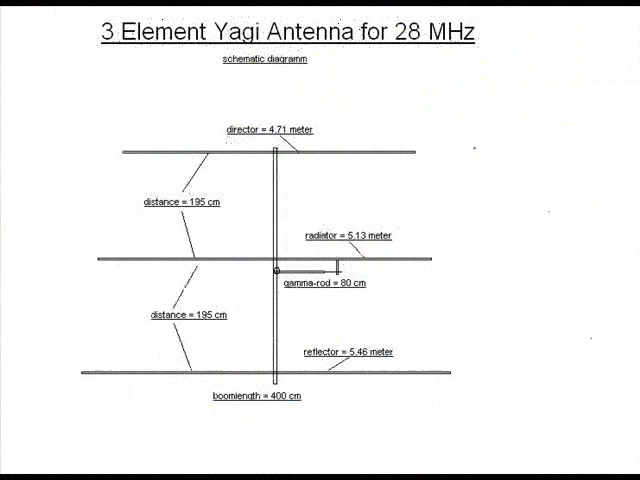 3 Element Yagi Antenna for 28 MHz
schematic diagramm
director = 4.71 meter
distance = 195 cm
radiator = 5.13 meter
gamma-rod = 80 cm
distance = 195 cm
reflector = 5.46 meter
boomlength = 400 cm